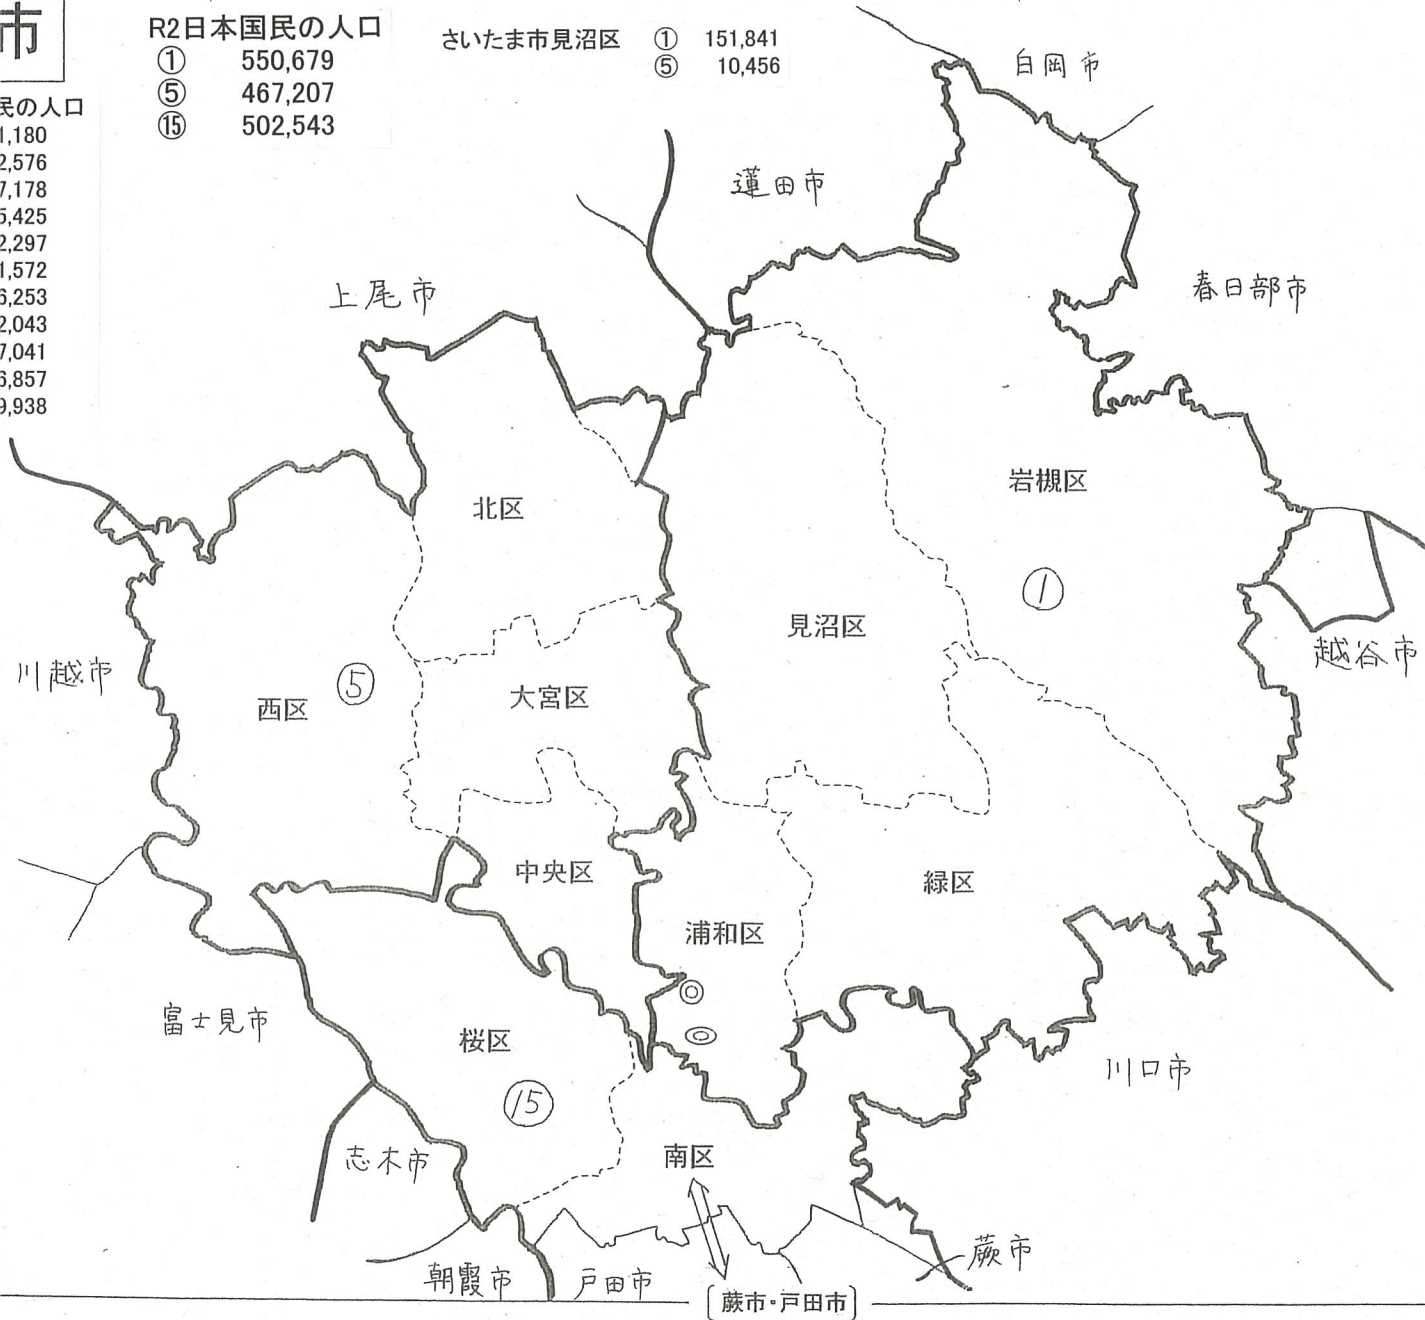 市
R2日本国民の人口
① 550,679
⑤ 467,207
⑮ 502,543
さいたま市見沼区 ① 151,841
⑤ 10,456
民の人口
1,180
2,576
7,178
5,425
2,297
1,572
6,253
2,043
7,041
6,857
9,938
白岡市
蓮田市
上尾市
春日部市
北区
岩槻区
①
見沼区
越谷市
川越市
西区
⑤
大宮区
中央区
緑区
浦和区
富士見市
桜区
⑮
川口市
志木市
南区
朝霞市
戸田市
蕨市
〔蕨市・戸田市〕